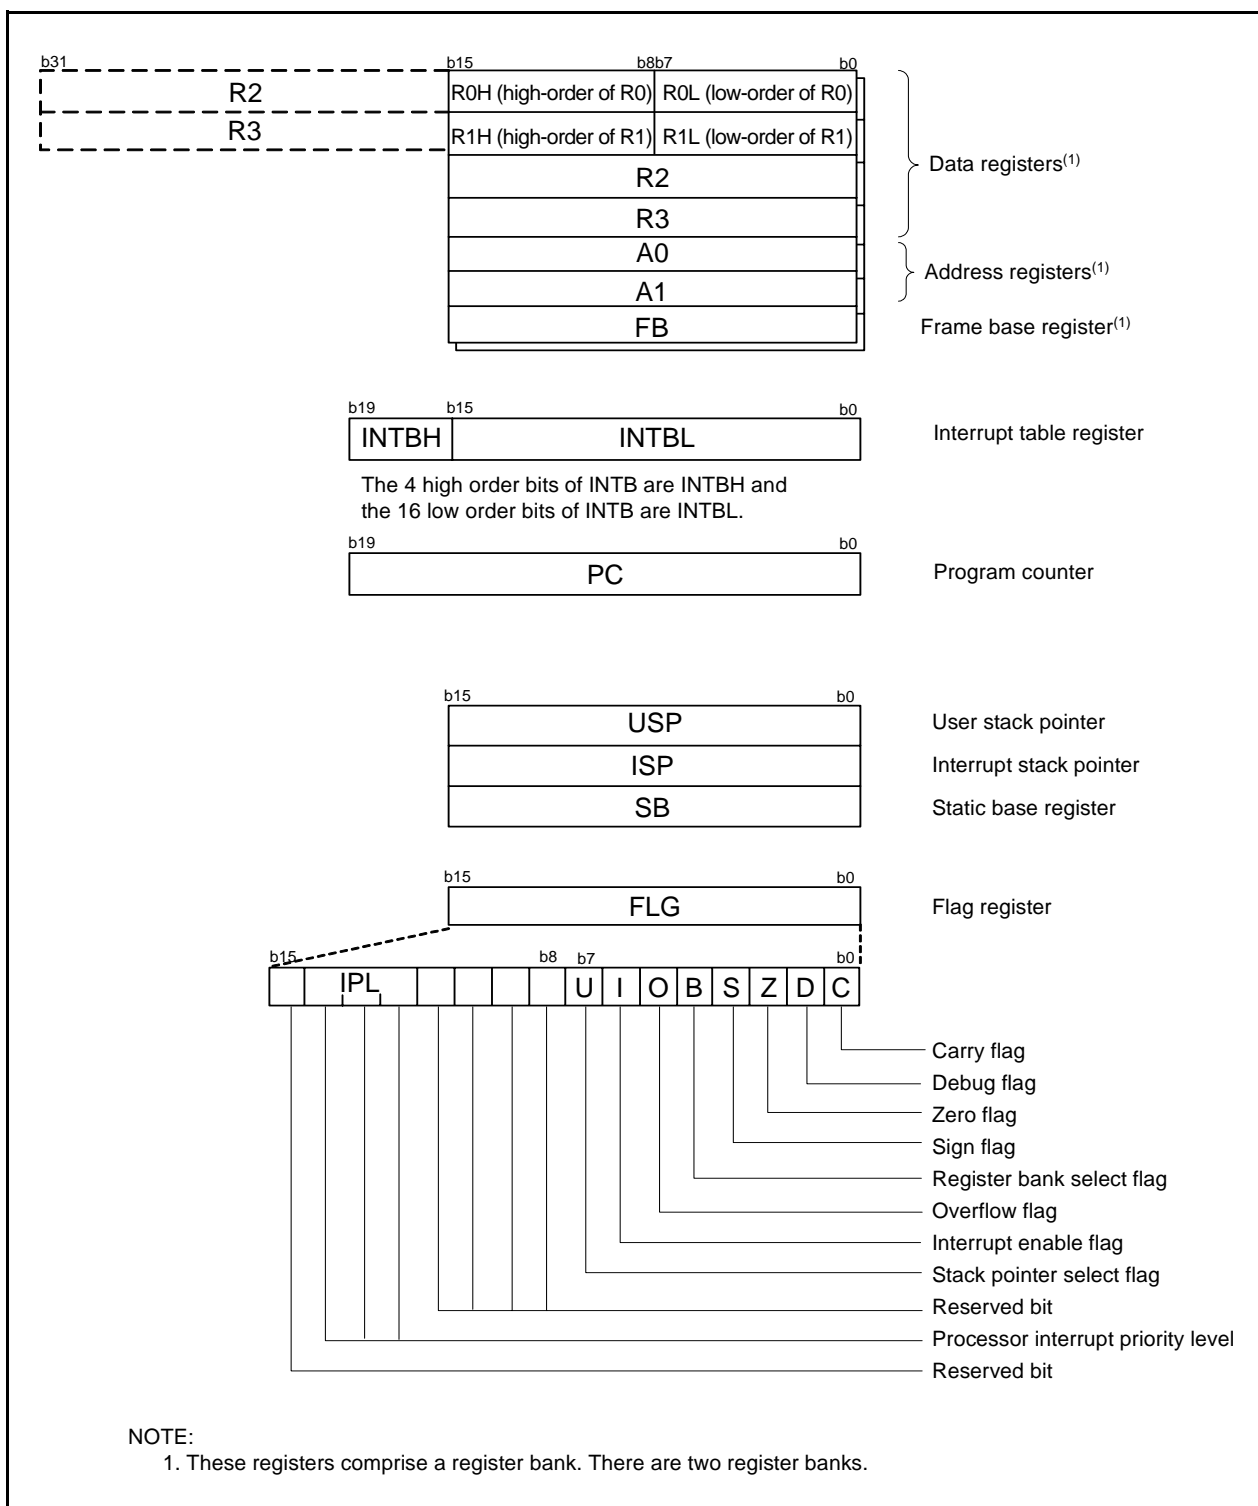 b31 b15 b8b7 b0
R2 R0H (high-order of R0) R0L (low-order of R0)
R3 R1H (high-order of R1) R1L (low-order of R1)
Data registers(1)
R2
R3
A0
Address registers(1)
A1
FB Frame base register(1)
b19 b15 b0
INTBH INTBL Interrupt table register
The 4 high order bits of INTB are INTBH and
the 16 low order bits of INTB are INTBL.
b19 b0
PC Program counter
b15 b0
USP User stack pointer
ISP Interrupt stack pointer
SB Static base register
b15 b0
FLG Flag register
b15 b8 b7 b0
IPL U I O B S Z D C
Carry flag
Debug flag
Zero flag
Sign flag
Register bank select flag
Overflow flag
Interrupt enable flag
Stack pointer select flag
Reserved bit
Processor interrupt priority level
Reserved bit
NOTE:
1. These registers comprise a register bank. There are two register banks.